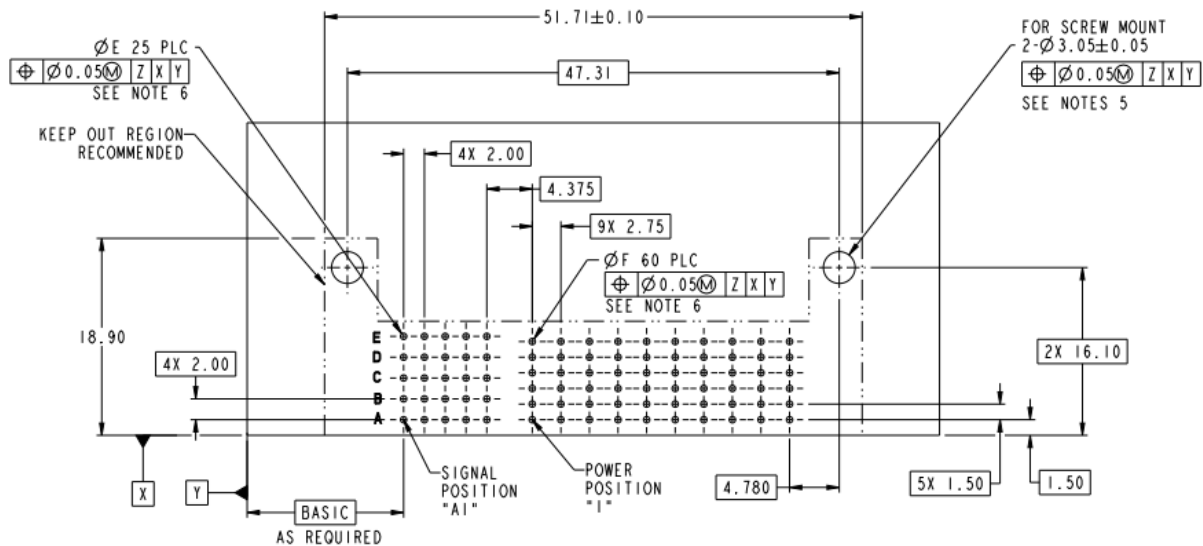 51.71±0.10
FOR SCREW MOUNT
2-Ø3.05±0.05
⌖ Ø0.05Ⓜ Z X Y
SEE NOTES 5
ØE 25 PLC
⌖ Ø0.05Ⓜ Z X Y
SEE NOTE 6
47.31
KEEP OUT REGION
RECOMMENDED
4X 2.00
4.375
9X 2.75
ØF 60 PLC
⌖ Ø0.05Ⓜ Z X Y
SEE NOTE 6
18.90
4X 2.00
E
D
C
B
A
2X 16.10
X
Y
BASIC
AS REQUIRED
SIGNAL
POSITION
"A1"
POWER
POSITION
"1"
4.780
5X 1.50
1.50